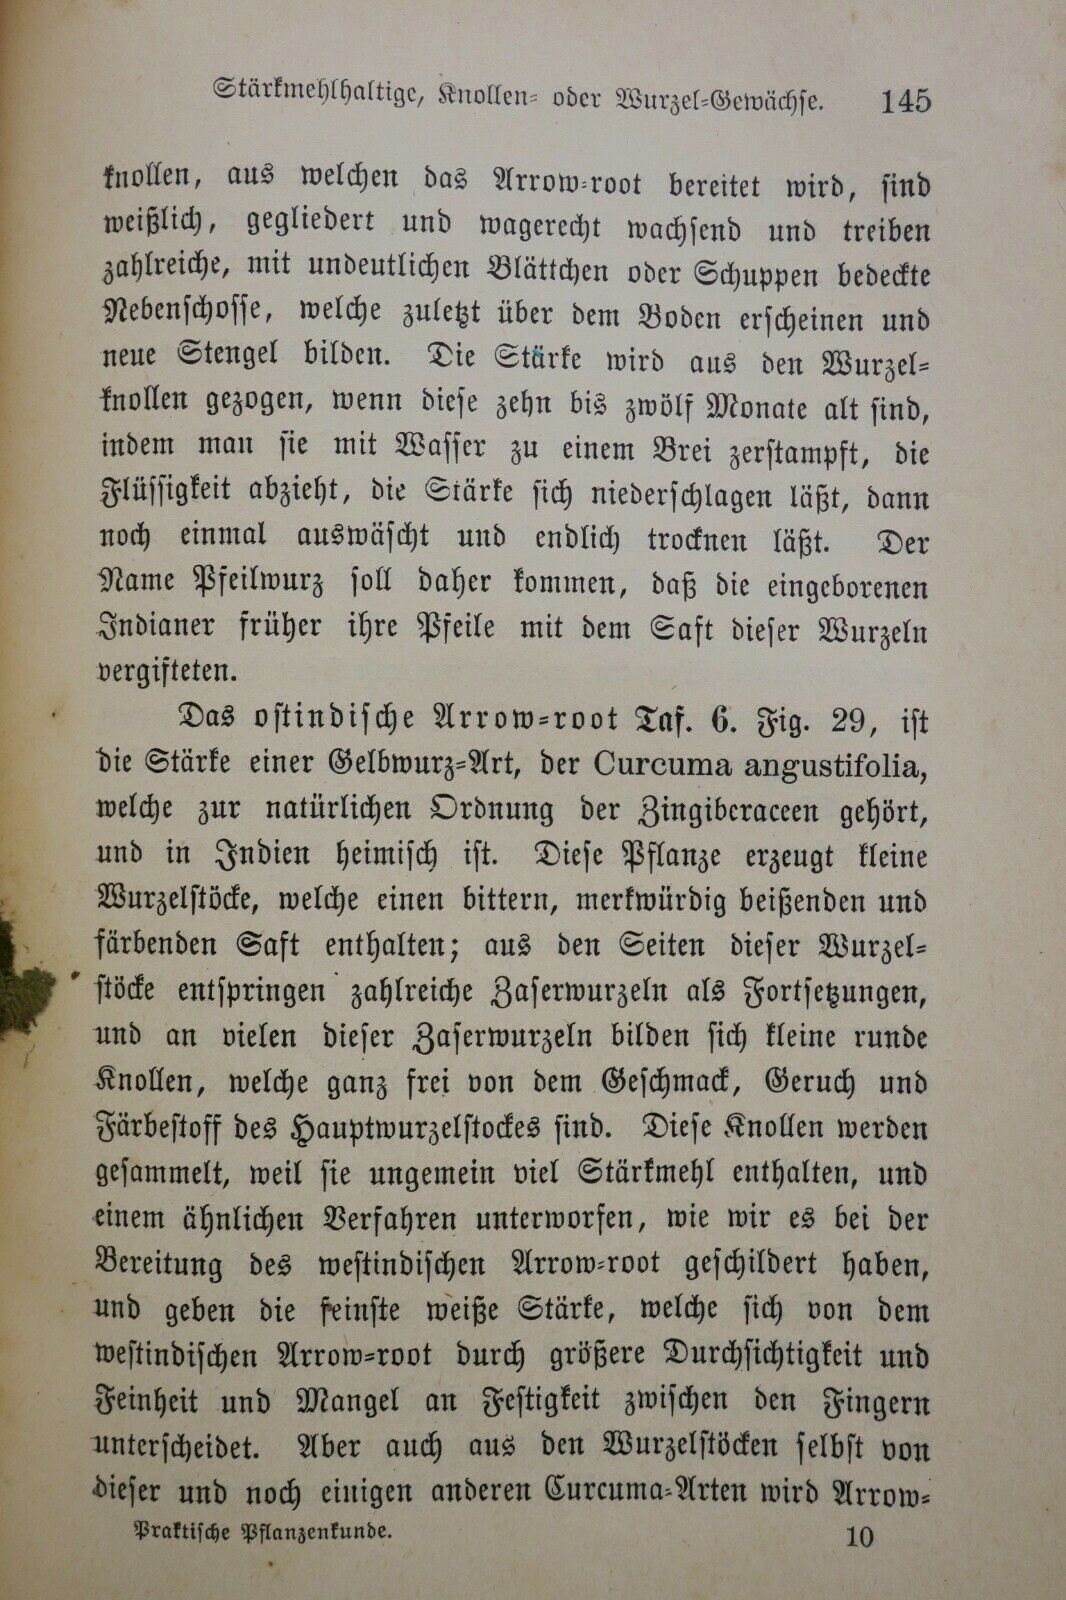 Stärkmehlhaltige, Knollen- oder Wurzel-Gewächse. 145
knollen, aus welchen das Arrow-root bereitet wird, sind
weißlich, gegliedert und wagerecht wachsend und treiben
zahlreiche, mit undeutlichen Blättchen oder Schuppen bedeckte
Nebenschosse, welche zuletzt über dem Boden erscheinen und
neue Stengel bilden. Die Stärke wird aus den Wurzel-
knollen gezogen, wenn diese zehn bis zwölf Monate alt sind,
indem man sie mit Wasser zu einem Brei zerstampft, die
Flüssigkeit abzieht, die Stärke sich niederschlagen läßt, dann
noch einmal auswäscht und endlich trocknen läßt. Der
Name Pfeilwurz soll daher kommen, daß die eingeborenen
Indianer früher ihre Pfeile mit dem Saft dieser Wurzeln
vergifteten.
Das ostindische Arrow-root Taf. 6. Fig. 29, ist
die Stärke einer Gelbwurz-Art, der Curcuma angustifolia,
welche zur natürlichen Ordnung der Zingiberaceen gehört,
und in Indien heimisch ist. Diese Pflanze erzeugt kleine
Wurzelstöcke, welche einen bittern, merkwürdig beißenden und
färbenden Saft enthalten; aus den Seiten dieser Wurzel-
stöcke entspringen zahlreiche Zaserwurzeln als Fortsetzungen,
und an vielen dieser Zaserwurzeln bilden sich kleine runde
Knollen, welche ganz frei von dem Geschmack, Geruch und
Färbestoff des Hauptwurzelstockes sind. Diese Knollen werden
gesammelt, weil sie ungemein viel Stärkmehl enthalten, und
einem ähnlichen Verfahren unterworfen, wie wir es bei der
Bereitung des westindischen Arrow-root geschildert haben,
und geben die feinste weiße Stärke, welche sich von dem
westindischen Arrow-root durch größere Durchsichtigkeit und
Feinheit und Mangel an Festigkeit zwischen den Fingern
unterscheidet. Aber auch aus den Wurzelstöcken selbst von
dieser und noch einigen anderen Curcuma-Arten wird Arrow-
Praktische Pflanzenkunde. 10